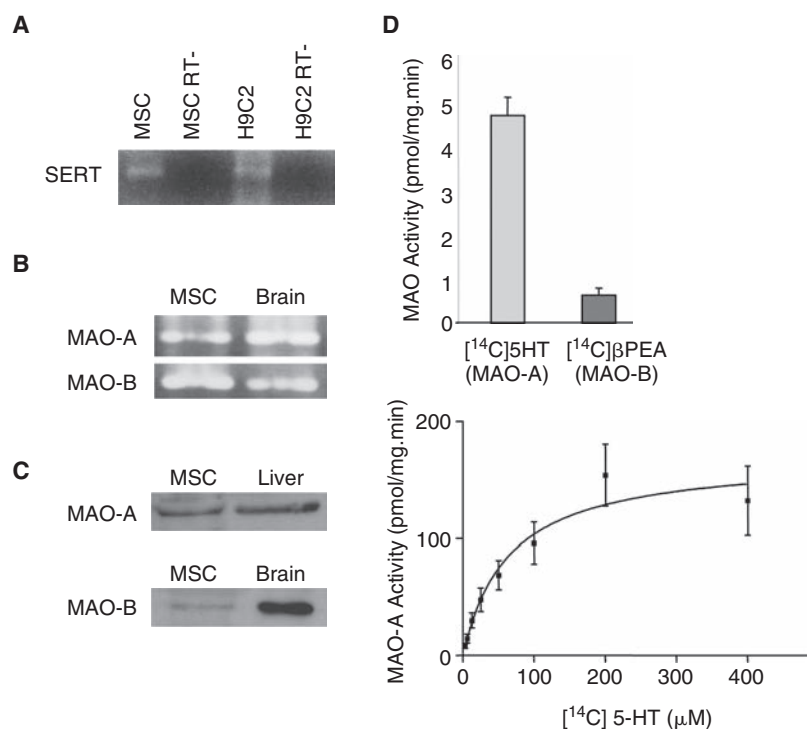 A
MSC
MSC RT-
H9C2
H9C2 RT-
SERT
B
MSC Brain
MAO-A
MAO-B
C
MSC Liver
MAO-A
MSC Brain
MAO-B
D
MAO Activity (pmol/mg.min)
6
5
4
3
2
1
0
[¹⁴C]5HT [¹⁴C]βPEA
(MAO-A) (MAO-B)
MAO-A Activity (pmol/mg.min)
200
100
0
0 100 200 300 400
[¹⁴C] 5-HT (μM)